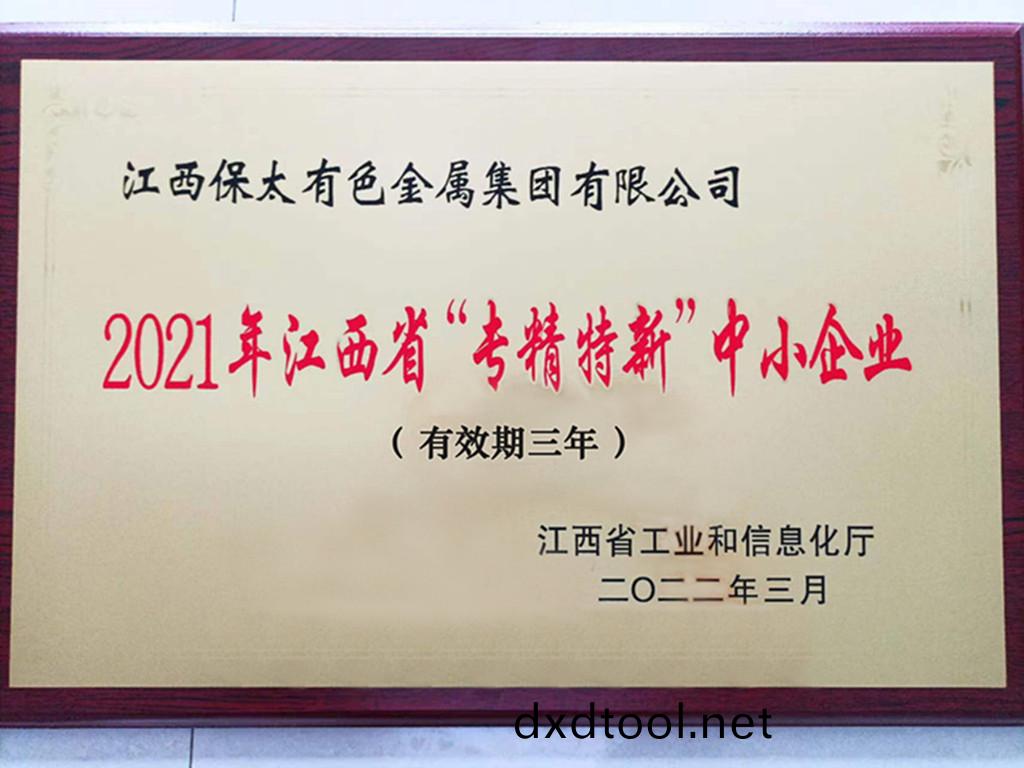 江西保太有色金属集团有限公司
2021年江西省“专精特新”中小企业
（有效期三年）
江西省工业和信息化厅
二〇二二年三月
dxdtool.net